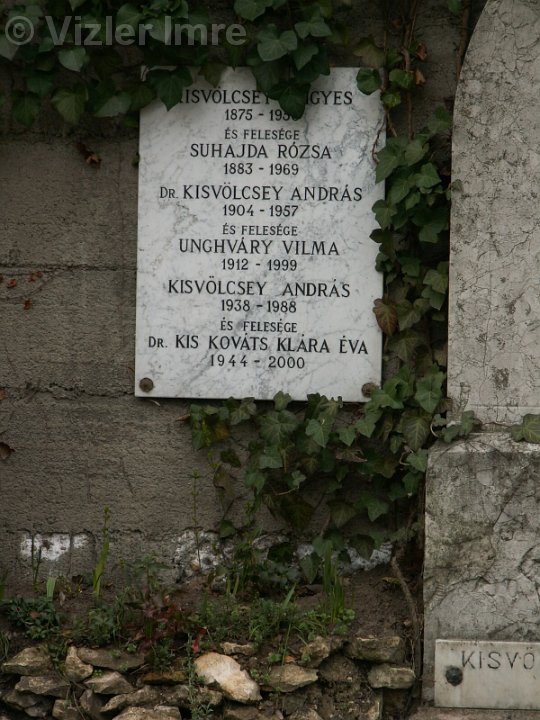 © Vizler Imre
KISVÖLCSEY
1875 -
ÉS FELESÉGE
SUHAJDA RÓZSA
1883 - 1969
DR. KISVÖLCSEY ANDRÁS
1904 - 1957
ÉS FELESÉGE
UNGHVÁRY VILMA
1912 - 1999
KISVÖLCSEY ANDRÁS
1938 - 1988
ÉS FELESÉGE
DR. KIS KOVÁTS KLÁRA ÉVA
1944 - 2000
KISVÖ